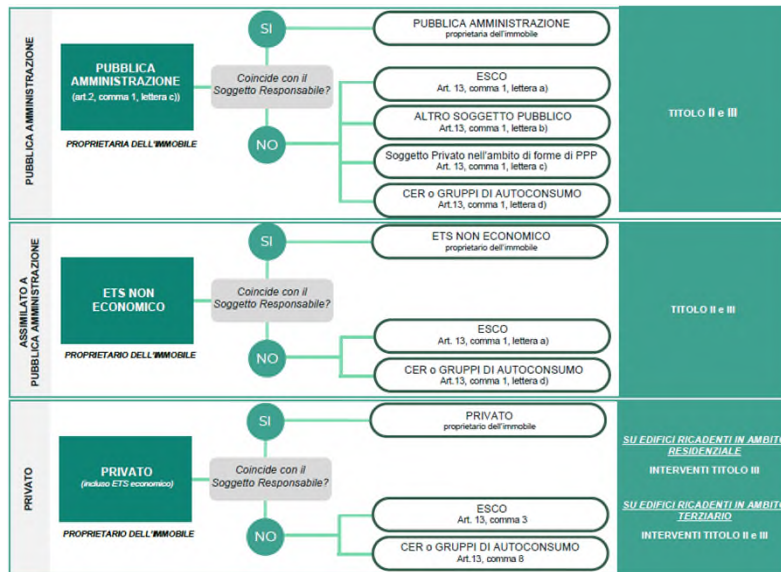 PUBBLICA AMMINISTRAZIONE
PUBBLICA
AMMINISTRAZIONE
(art.2, comma 1, lettera c))
PROPRIETARIA DELL'IMMOBILE
SI
Coincide con il
Soggetto Responsabile?
NO
PUBBLICA AMMINISTRAZIONE
proprietaria dell'immobile
ESCO
Art. 13, comma 1, lettera a)
ALTRO SOGGETTO PUBBLICO
Art.13, comma 1, lettera b)
Soggetto Privato nell'ambito di forme di PPP
Art. 13, comma 1, lettera c)
CER o GRUPPI DI AUTOCONSUMO
Art.13, comma 1, lettera d)
TITOLO II e III
ASSIMILATO A
PUBBLICA AMMINISTRAZIONE
ETS NON
ECONOMICO
PROPRIETARIO DELL'IMMOBILE
SI
Coincide con il
Soggetto Responsabile?
NO
ETS NON ECONOMICO
proprietario dell'immobile
ESCO
Art. 13, comma 1, lettera a)
CER o GRUPPI DI AUTOCONSUMO
Art.13, comma 1, lettera d)
TITOLO II e III
PRIVATO
PRIVATO
(incluso ETS economico)
PROPRIETARIO DELL'IMMOBILE
SI
Coincide con il
Soggetto Responsabile?
NO
PRIVATO
proprietario dell'immobile
ESCO
Art. 13, comma 3
CER o GRUPPI DI AUTOCONSUMO
Art.13, comma 8
SU EDIFICI RICADENTI IN AMBITO
RESIDENZIALE
INTERVENTI TITOLO III
SU EDIFICI RICADENTI IN AMBITO
TERZIARIO
INTERVENTI TITOLO II e III